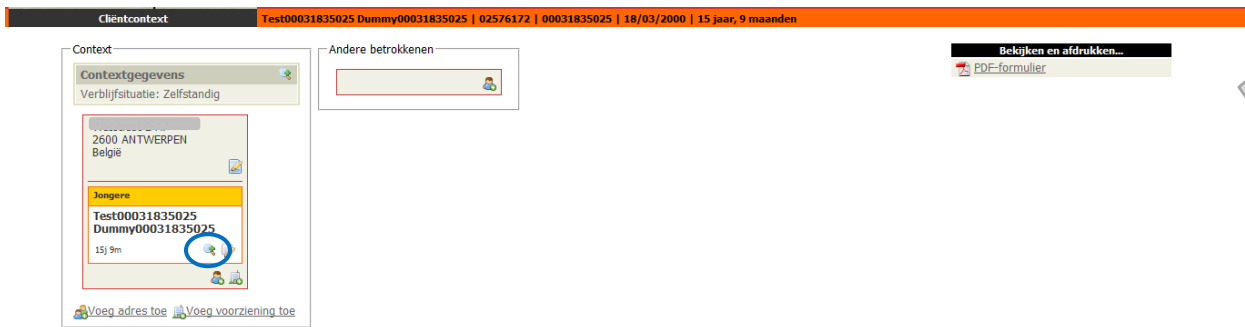 Cliëntcontext
Test00031835025 Dummy00031835025 | 02576172 | 00031835025 | 18/03/2000 | 15 jaar, 9 maanden
Context
Contextgegevens
Verblijfsituatie: Zelfstandig
2600 ANTWERPEN
België
Jongere
Test00031835025
Dummy00031835025
15j 9m
Voeg adres toe Voeg voorziening toe
Andere betrokkenen
Bekijken en afdrukken...
PDF-formulier